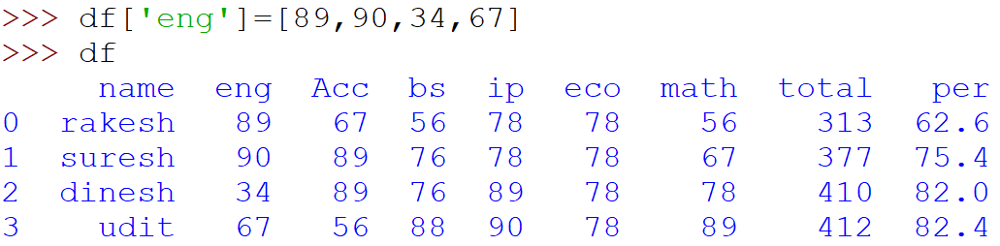 >>> df['eng']=[89,90,34,67]
>>> df
name eng Acc bs ip eco math total per
0 rakesh 89 67 56 78 78 56 313 62.6
1 suresh 90 89 76 78 78 67 377 75.4
2 dinesh 34 89 76 89 78 78 410 82.0
3 udit 67 56 88 90 78 89 412 82.4